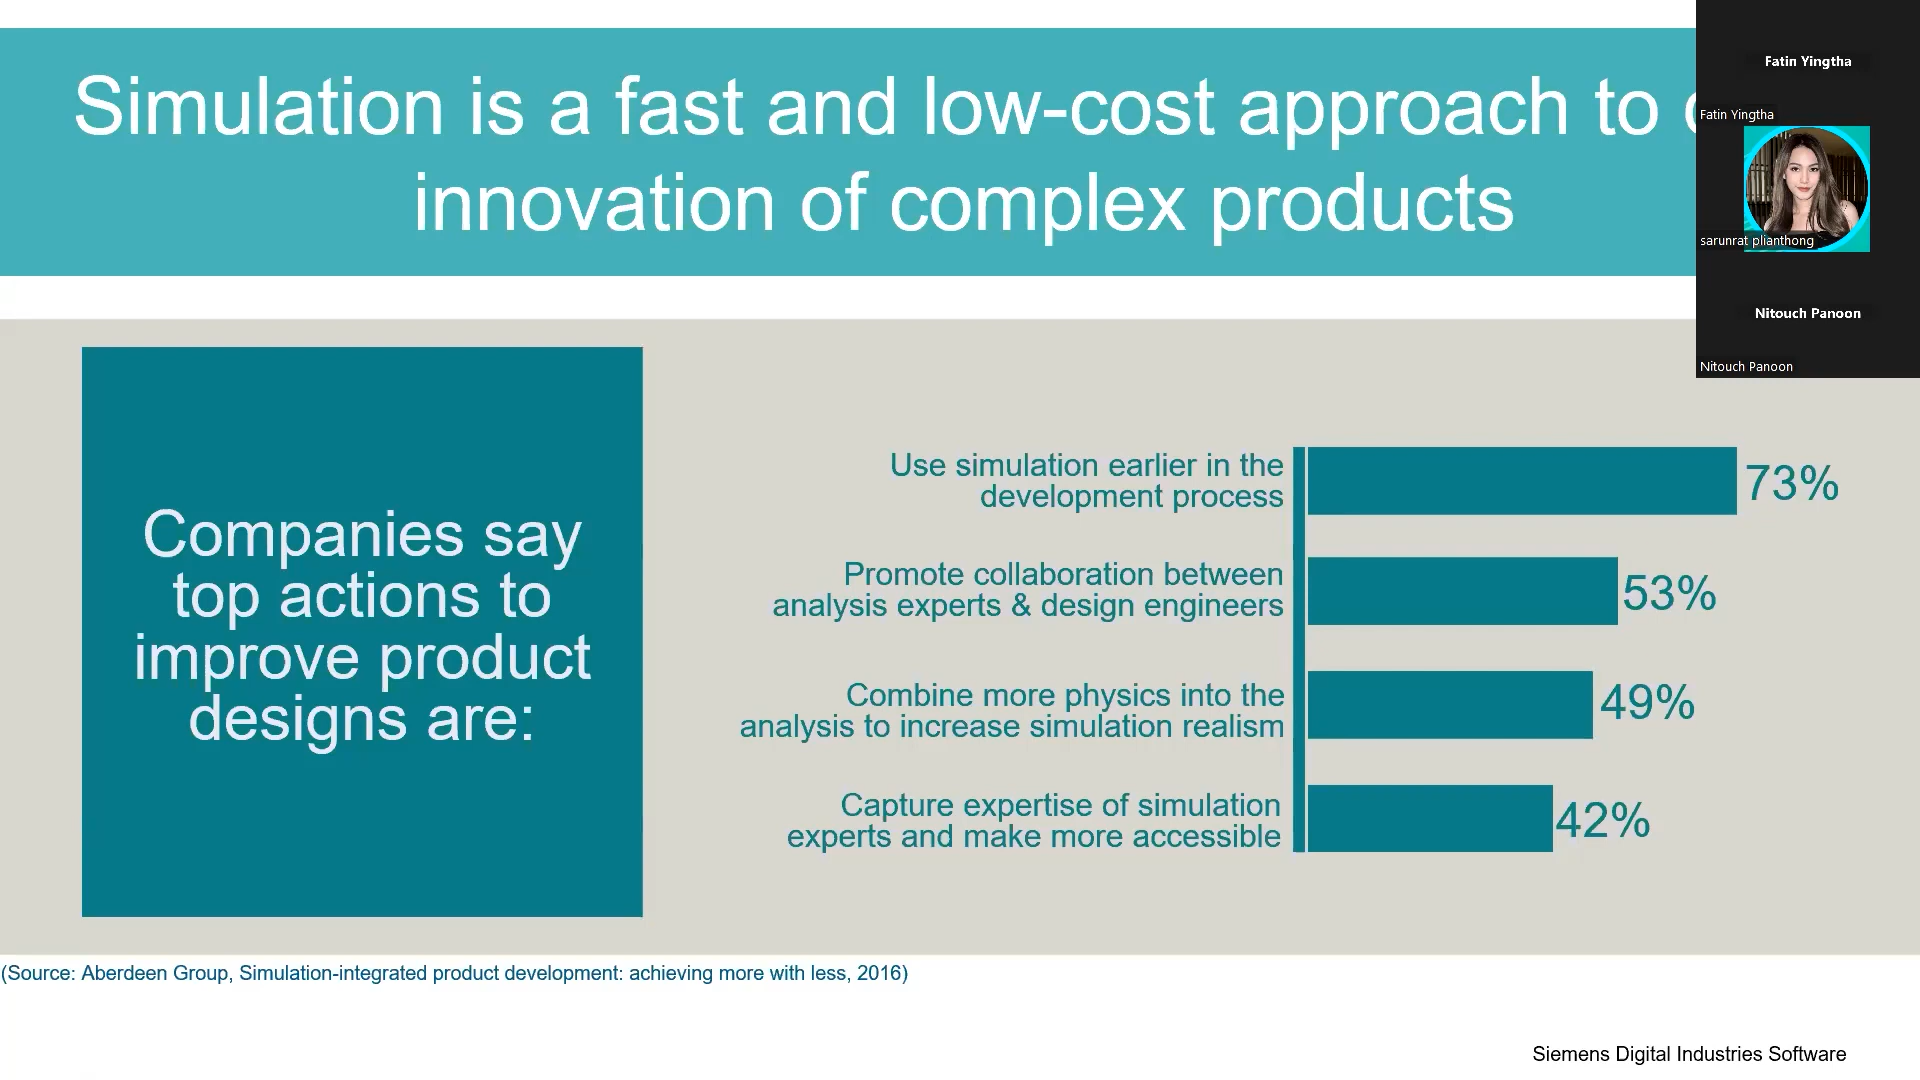 Simulation is a fast and low-cost approach to
innovation of complex products
Fatin Yingtha
Fatin Yingtha
sarunrat plianthong
Nitouch Panoon
Nitouch Panoon
Companies say
top actions to
improve product
designs are:
Use simulation earlier in the
development process
73%
Promote collaboration between
analysis experts & design engineers
53%
Combine more physics into the
analysis to increase simulation realism
49%
Capture expertise of simulation
experts and make more accessible
42%
(Source: Aberdeen Group, Simulation-integrated product development: achieving more with less, 2016)
Siemens Digital Industries Software